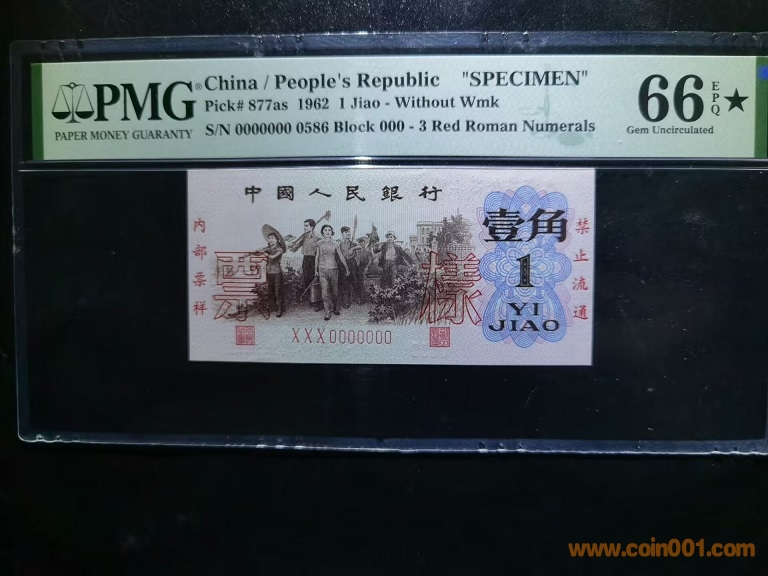 PMG® China / People's Republic "SPECIMEN"
PAPER MONEY GUARANTY
Pick# 877as 1962 1 Jiao - Without Wmk
S/N 0000000 0586 Block 000 - 3 Red Roman Numerals
66 EPQ ★
Gem Uncirculated
中國人民銀行
内部票样
票樣
壹角
1
YI
JIAO
禁止流通
XXX0000000
www.coin001.com